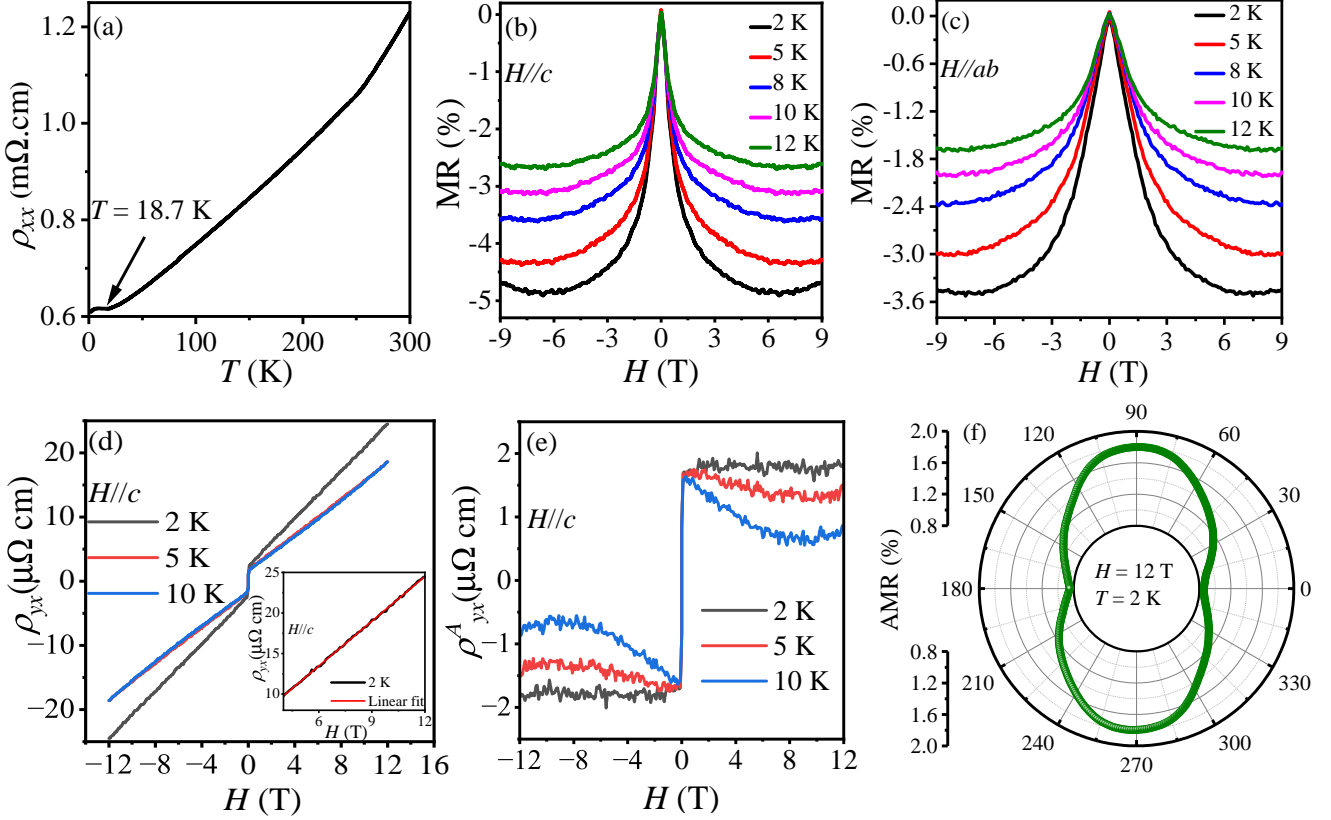 (a)
1.2
1.0
0.8
0.6
ρxx (mΩ.cm)
T = 18.7 K
0 100 200 300
T (K)
(b)
0%
-1
-2
-3
-4
-5
MR (%)
H//c
2 K
5 K
8 K
10 K
12 K
-9 -6 -3 0 3 6 9
H (T)
(c)
0.0
-0.6
-1.2
-1.8
-2.4
-3.0
-3.6
MR (%)
H//ab
2 K
5 K
8 K
10 K
12 K
-9 -6 -3 0 3 6 9
H (T)
(d)
20
10
0
−10
−20
ρyx(μΩ cm)
H//c
2 K
5 K
10 K
−12 −8 −4 0 4 8 12 16
H (T)
25
20
15
10
ρyx(μΩ cm)
H//c
2 K
Linear fit
6 9 12
H (T)
(e)
2
1
0
−1
−2
ρAyx(μΩ cm)
H//c
2 K
5 K
10 K
−12 −8 −4 0 4 8 12
H (T)
(f)
2.0
1.6
1.2
0.8
0.8
1.2
1.6
2.0
AMR (%)
90
120 60
150 30
180 0
210 330
240 300
270
H = 12 T
T = 2 K